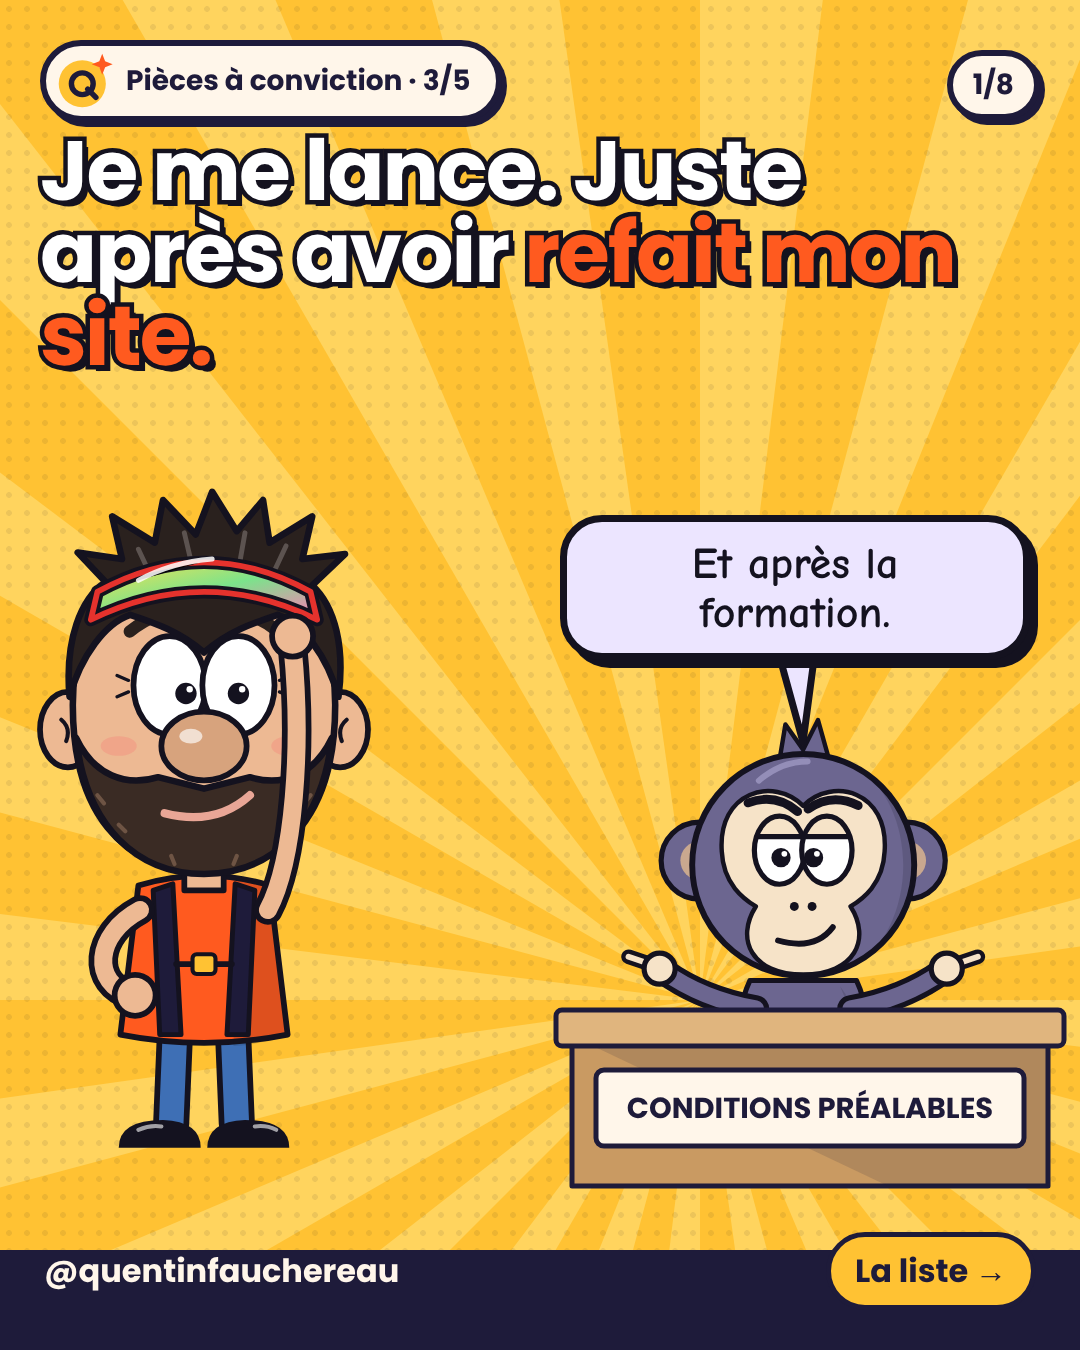 Q Pièces à conviction · 3/5
1/8
Je me lance. Juste
après avoir refait mon
site.
Et après la
formation.
CONDITIONS PRÉALABLES
@quentinfauchereau
La liste →